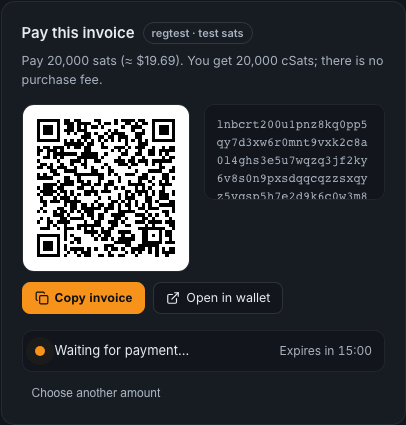 Pay this invoice
regtest · test sats
Pay 20,000 sats (≈ $19.69). You get 20,000 cSats; there is no
purchase fee.
lnbcrt200u1pnz8kq0pp5
qy7d3xw6r0mnt9vxk2c8a
0l4ghs3e5u7wqzq3jf2ky
6v8s0n9pxsdqqcqzzsxqy
z5vgsp5h7e2d9k6c0w3m8
Copy invoice
Open in wallet
Waiting for payment...
Expires in 15:00
Choose another amount